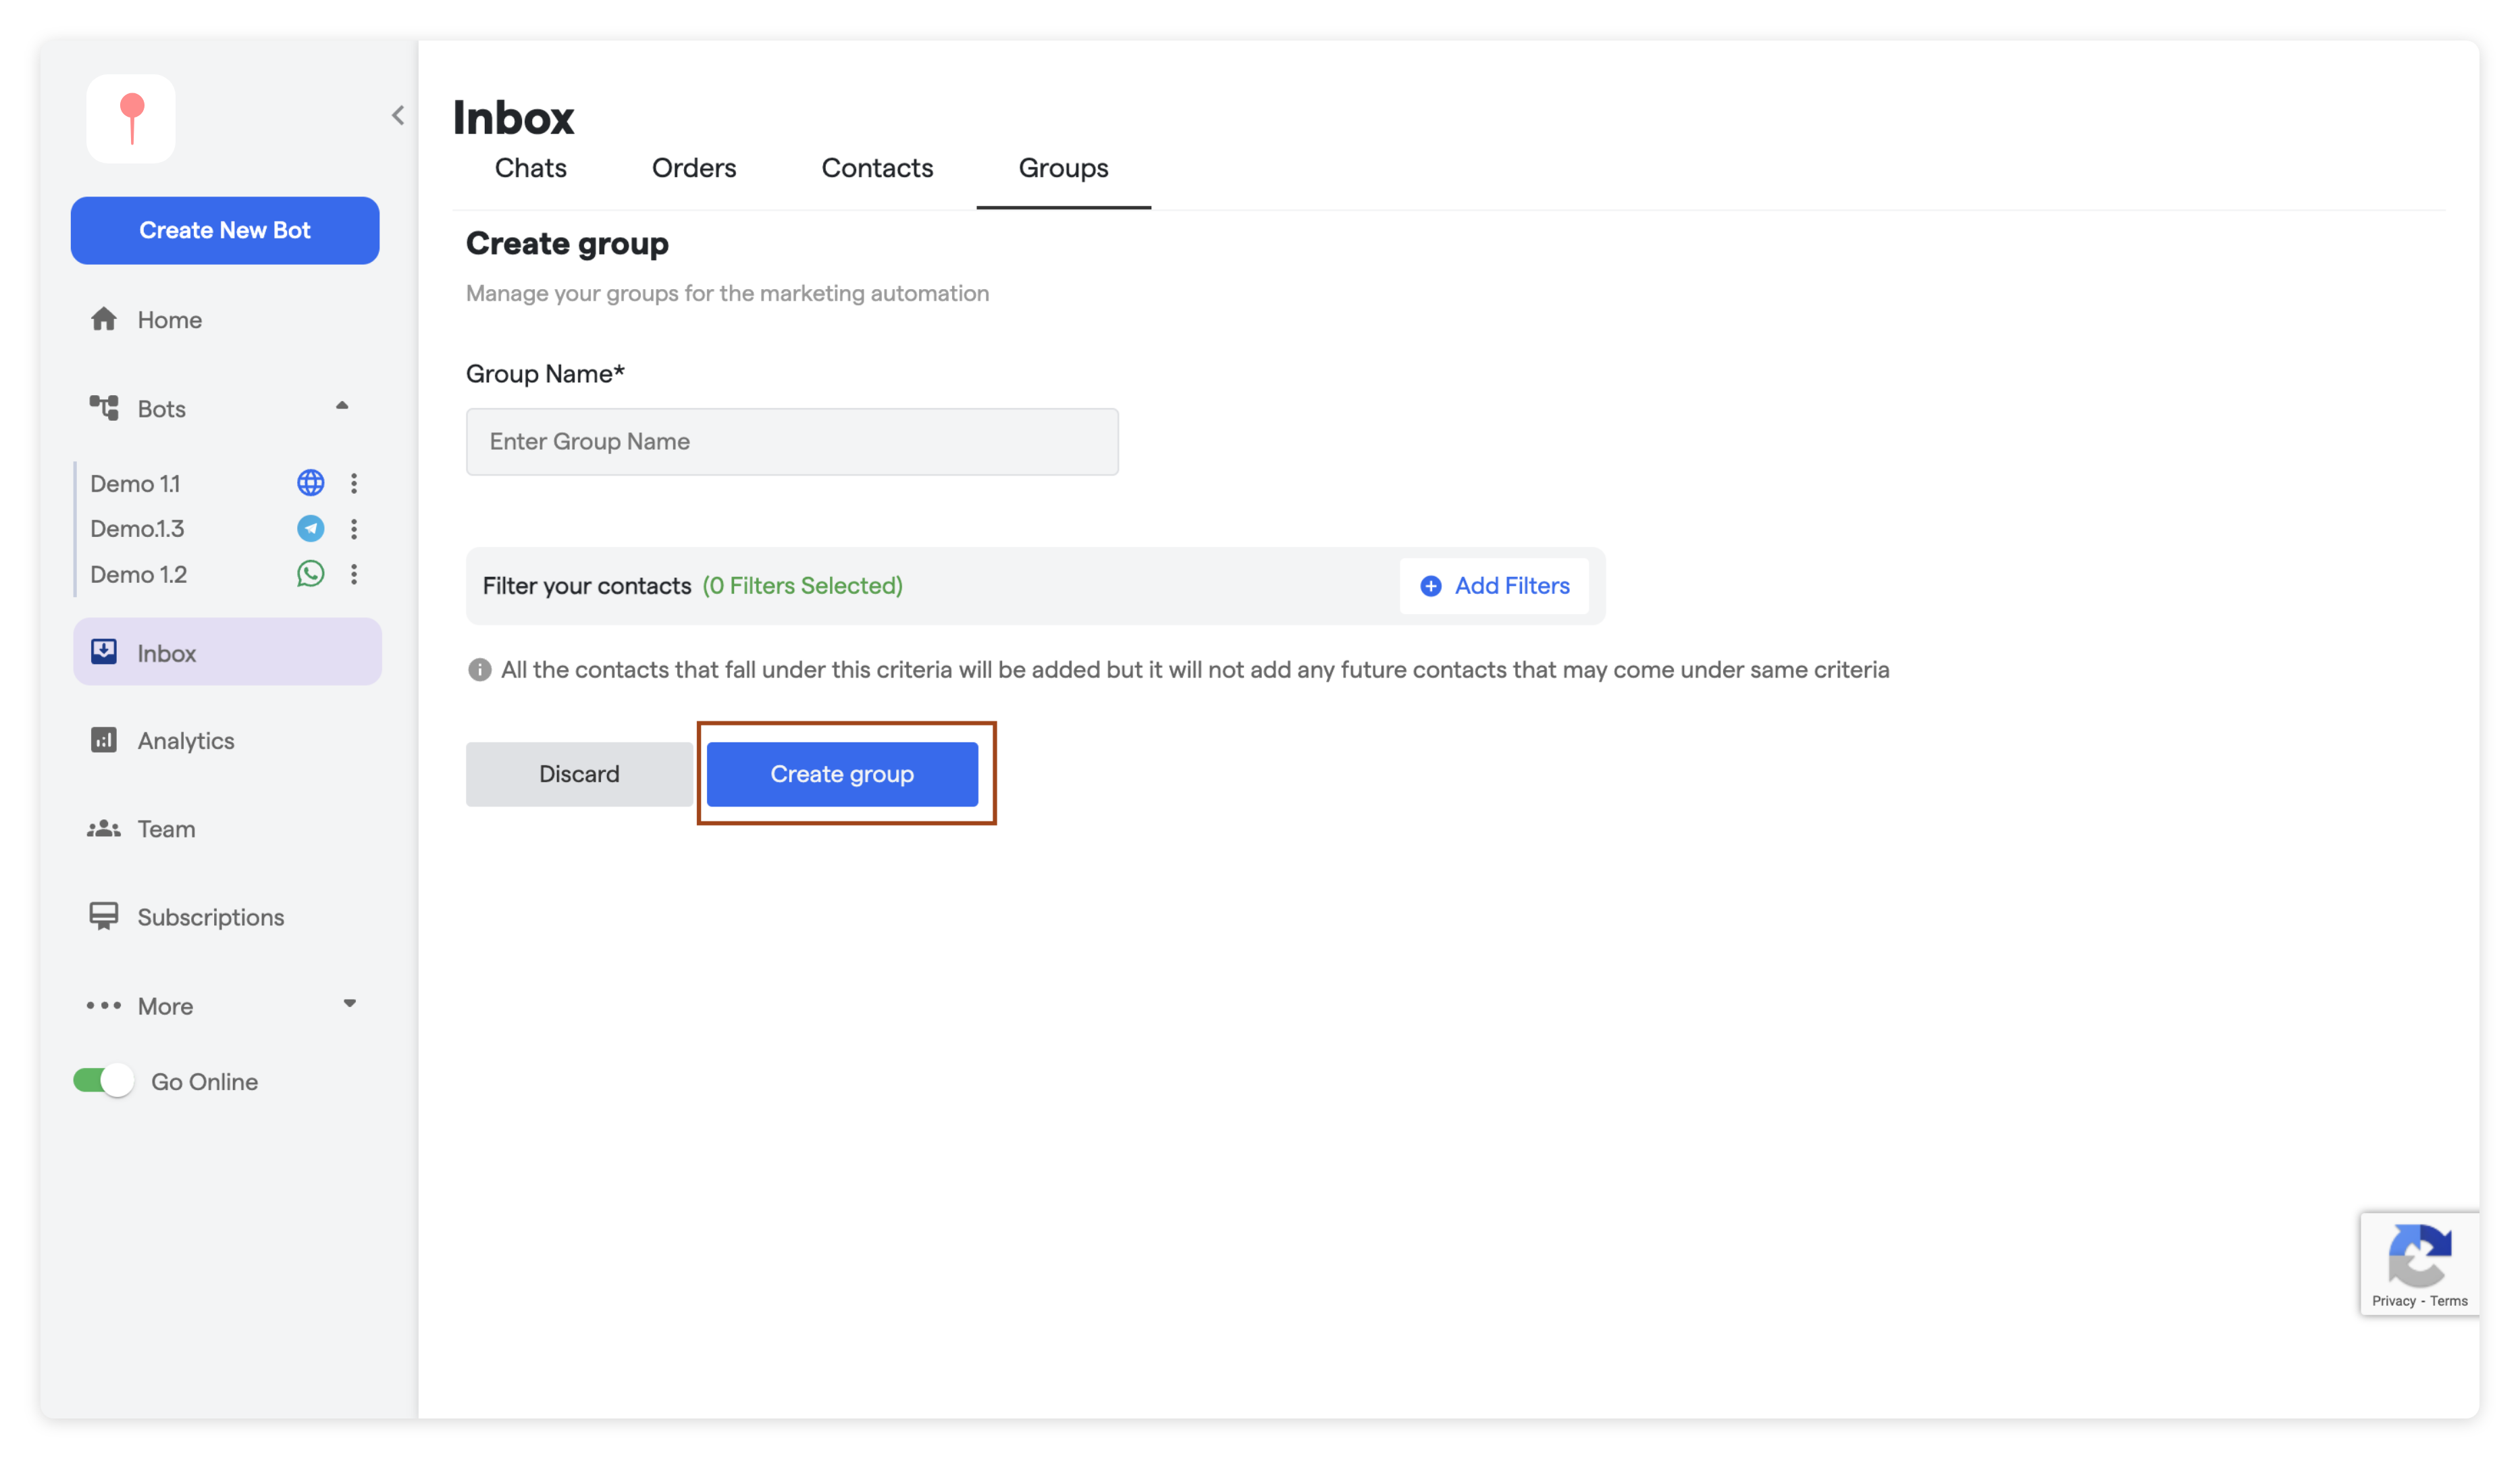 Create New Bot
Home
Bots
Demo 1.1
Demo.1.3
Demo 1.2
Inbox
Analytics
Team
Subscriptions
More
Go Online
Inbox
Chats Orders Contacts Groups
Create group
Manage your groups for the marketing automation
Group Name*
Enter Group Name
Filter your contacts (0 Filters Selected) Add Filters
All the contacts that fall under this criteria will be added but it will not add any future contacts that may come under same criteria
Discard Create group
Privacy - Terms